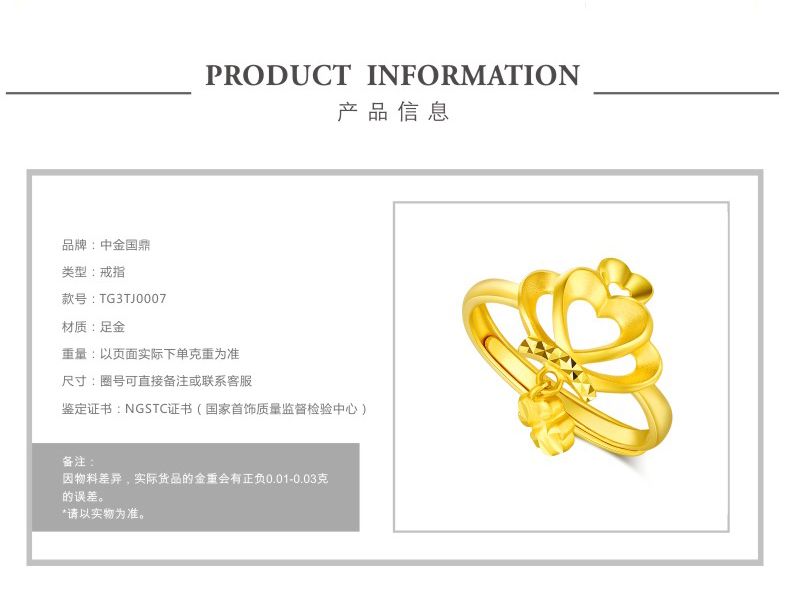 PRODUCT INFORMATION
产品信息
品牌：中金国鼎
类型：戒指
款号：TG3TJ0007
材质：足金
重量：以页面实际下单克重为准
尺寸：圈号可直接备注或联系客服
鉴定证书：NGSTC证书（国家首饰质量监督检验中心）
备注：
因物料差异，实际货品的金重会有正负0.01-0.03克
的误差。
*请以实物为准。